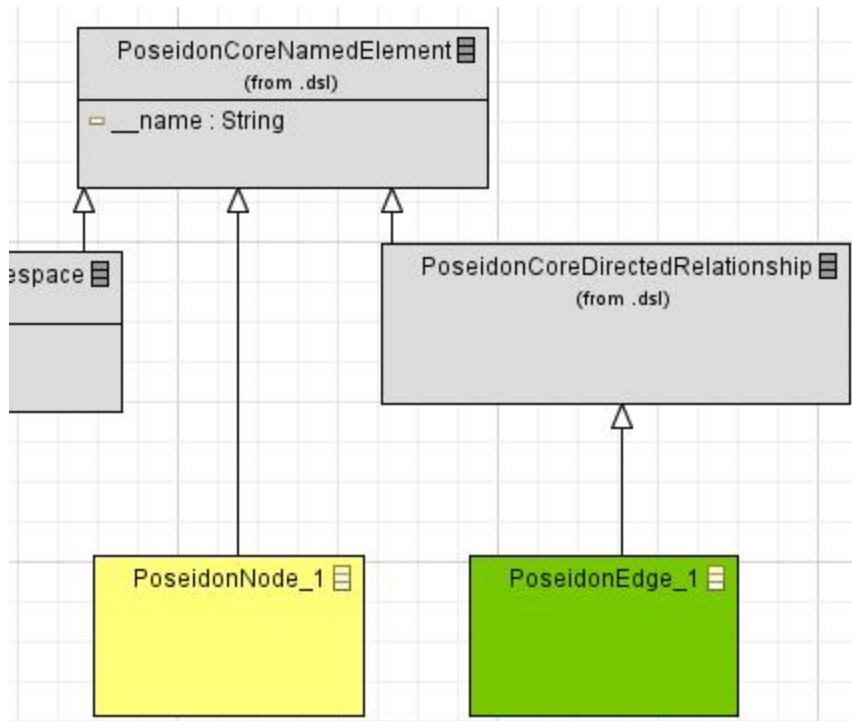 PoseidonCoreNamedElement
(from .dsl)
__name : String
espace
PoseidonCoreDirectedRelationship
(from .dsl)
PoseidonNode_1
PoseidonEdge_1